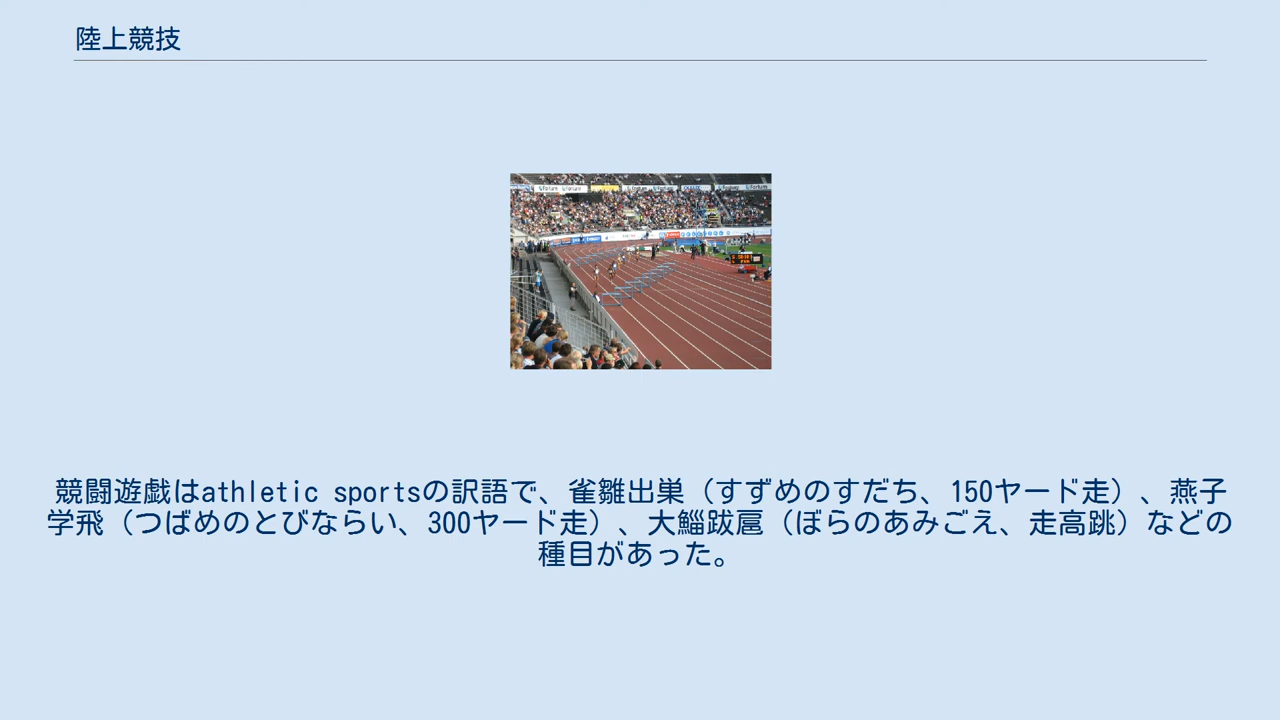 陸上競技
競闘遊戯はathletic sportsの訳語で、雀雛出巣（すずめのすだち、150ヤード走）、燕子
学飛（つばめのとびならい、300ヤード走）、大鯔跋扈（ぼらのあみごえ、走高跳）などの
種目があった。